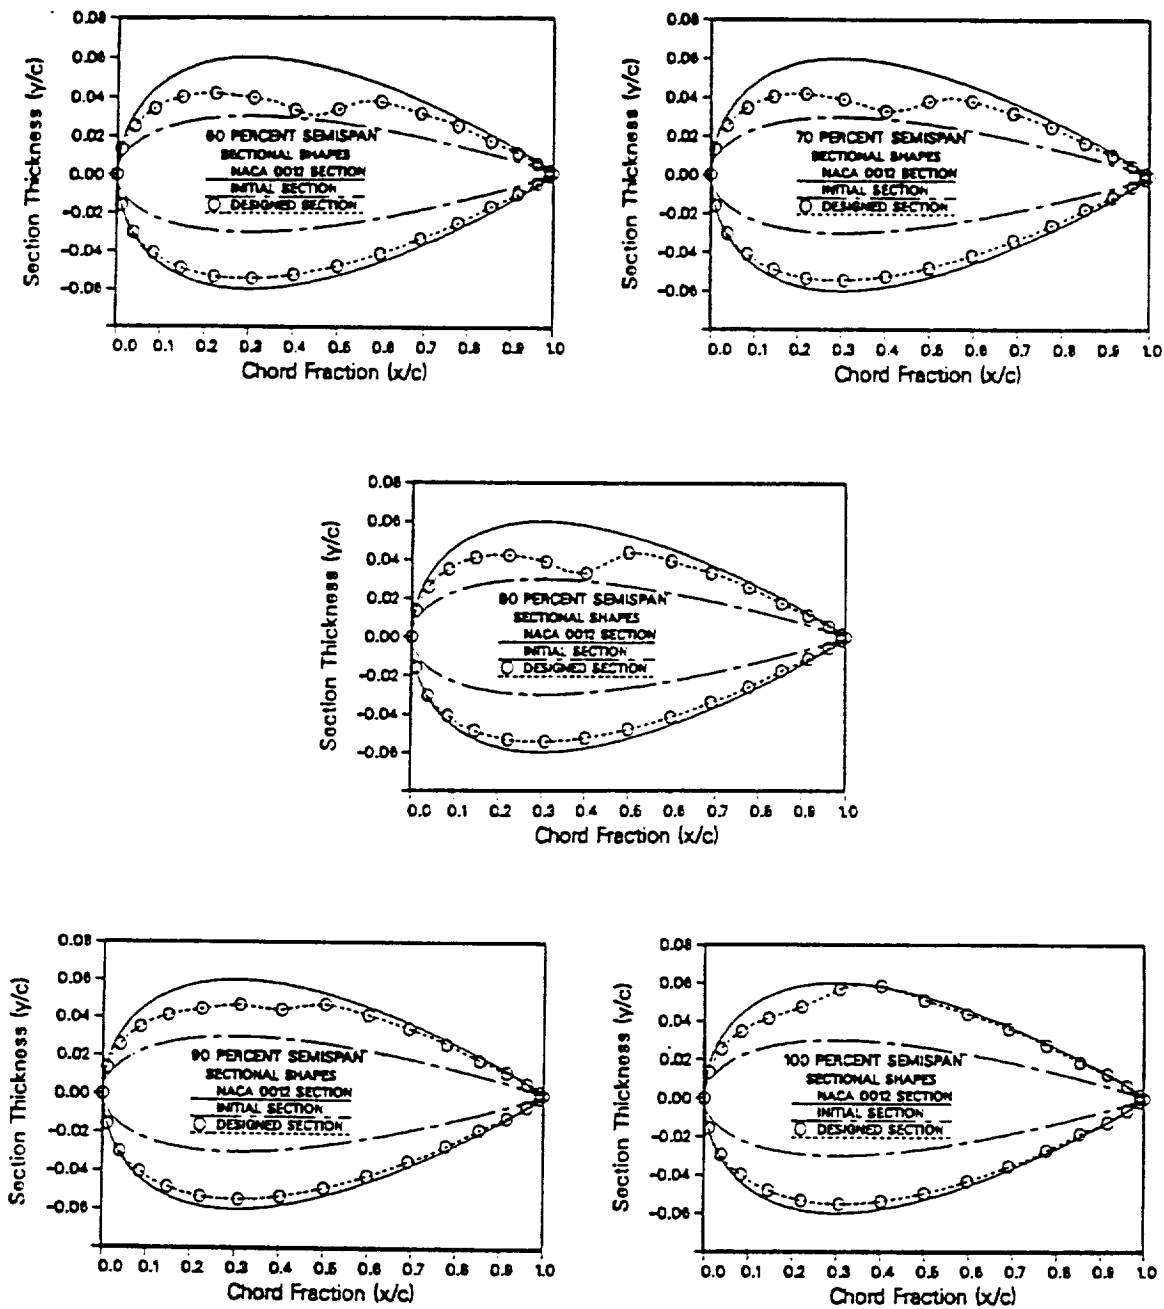 0.08
0.06
0.04
0.02
0.00
-0.02
-0.04
-0.06
Section Thickness (y/c)
60 PERCENT SEMISPAN
SECTIONAL SHAPES
NACA 0012 SECTION
INITIAL SECTION
DESIGNED SECTION
0.0 0.1 0.2 0.3 0.4 0.5 0.6 0.7 0.8 0.9 1.0
Chord Fraction (x/c)
0.08
0.06
0.04
0.02
0.00
-0.02
-0.04
-0.06
Section Thickness (y/c)
70 PERCENT SEMISPAN
SECTIONAL SHAPES
NACA 0012 SECTION
INITIAL SECTION
DESIGNED SECTION
0.0 0.1 0.2 0.3 0.4 0.5 0.6 0.7 0.8 0.9 1.0
Chord Fraction (x/c)
0.08
0.06
0.04
0.02
0.00
-0.02
-0.04
-0.06
Section Thickness (y/c)
80 PERCENT SEMISPAN
SECTIONAL SHAPES
NACA 0012 SECTION
INITIAL SECTION
DESIGNED SECTION
0.0 0.1 0.2 0.3 0.4 0.5 0.6 0.7 0.8 0.9 1.0
Chord Fraction (x/c)
0.08
0.06
0.04
0.02
0.00
-0.02
-0.04
-0.06
Section Thickness (y/c)
90 PERCENT SEMISPAN
SECTIONAL SHAPES
NACA 0012 SECTION
INITIAL SECTION
DESIGNED SECTION
0.0 0.1 0.2 0.3 0.4 0.5 0.6 0.7 0.8 0.9 1.0
Chord Fraction (x/c)
0.08
0.06
0.04
0.02
0.00
-0.02
-0.04
-0.06
Section Thickness (y/c)
100 PERCENT SEMISPAN
SECTIONAL SHAPES
NACA 0012 SECTION
INITIAL SECTION
DESIGNED SECTION
0.0 0.1 0.2 0.3 0.4 0.5 0.6 0.7 0.8 0.9 1.0
Chord Fraction (x/c)